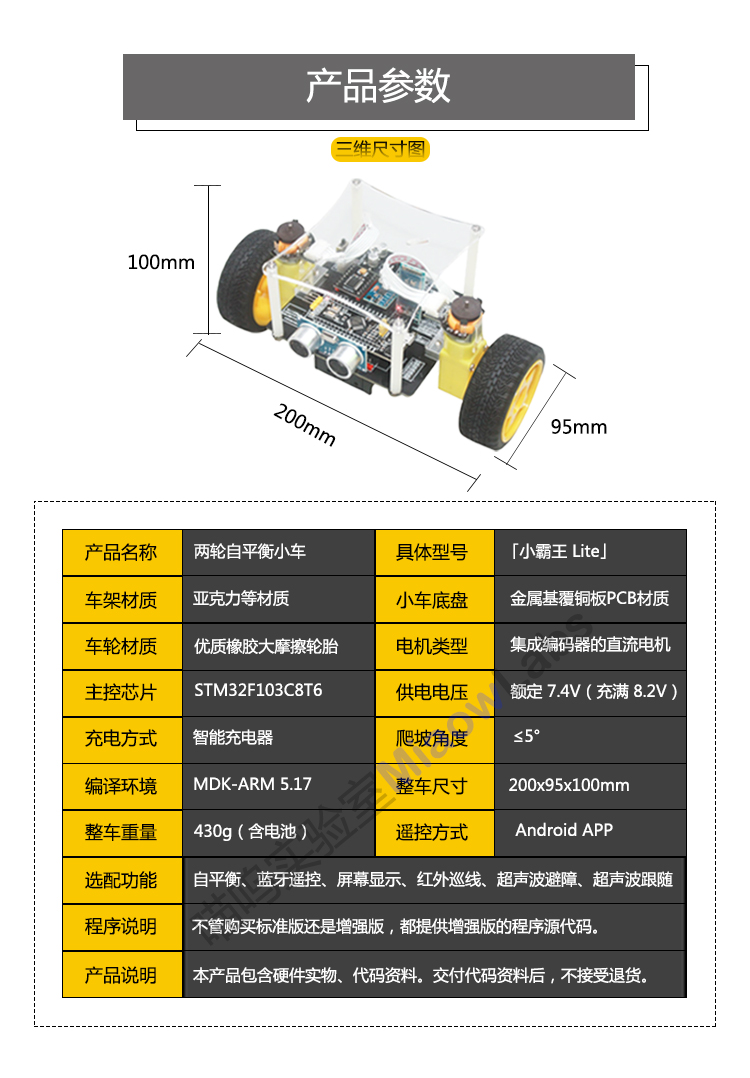 产品参数
三维尺寸图
100mm
200mm
95mm
产品名称 两轮自平衡小车 具体型号 「小霸王 Lite」
车架材质 亚克力等材质 小车底盘 金属基覆铜板PCB材质
车轮材质 优质橡胶大摩擦轮胎 电机类型 集成编码器的直流电机
主控芯片 STM32F103C8T6 供电电压 额定 7.4V（充满 8.2V）
充电方式 智能充电器 爬坡角度 ≤5°
编译环境 MDK-ARM 5.17 整车尺寸 200x95x100mm
整车重量 430g（含电池） 遥控方式 Android APP
选配功能 自平衡、蓝牙遥控、屏幕显示、红外巡线、超声波避障、超声波跟随
程序说明 不管购买标准版还是增强版，都提供增强版的程序源代码。
产品说明 本产品包含硬件实物、代码资料。交付代码资料后，不接受退货。
喵呜实验室MiaowLabs